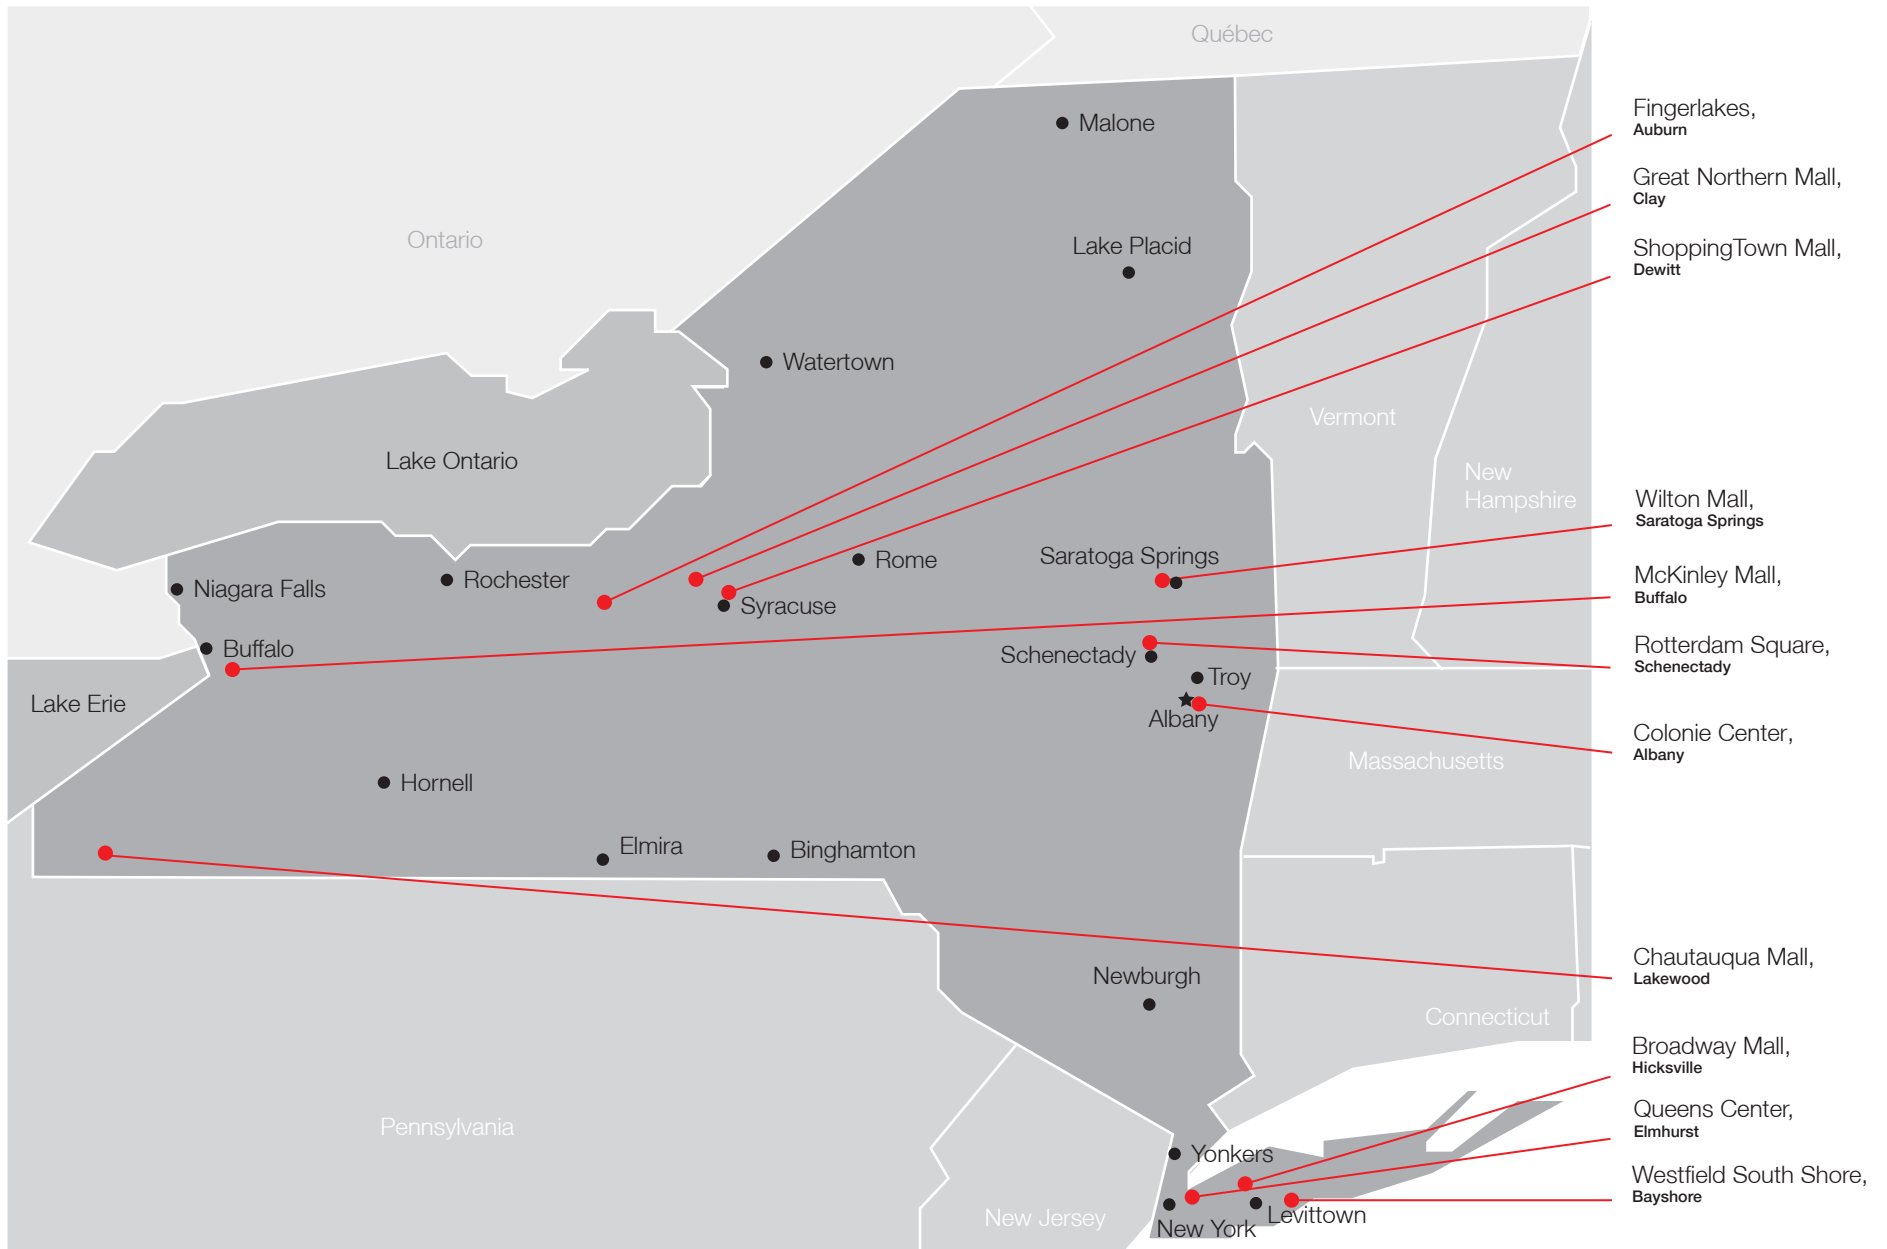 Québec
Malone
Ontario
Lake Placid
Watertown
Vermont
Lake Ontario
New
Hampshire
Saratoga Springs
Rome
Rochester
Niagara Falls
Syracuse
Buffalo
Schenectady
Troy
Lake Erie
Albany
Massachusetts
Hornell
Elmira
Binghamton
Newburgh
Connecticut
Pennsylvania
Yonkers
New Jersey
New York
Levittown
Fingerlakes,
Auburn
Great Northern Mall,
Clay
ShoppingTown Mall,
Dewitt
Wilton Mall,
Saratoga Springs
McKinley Mall,
Buffalo
Rotterdam Square,
Schenectady
Colonie Center,
Albany
Chautauqua Mall,
Lakewood
Broadway Mall,
Hicksville
Queens Center,
Elmhurst
Westfield South Shore,
Bayshore